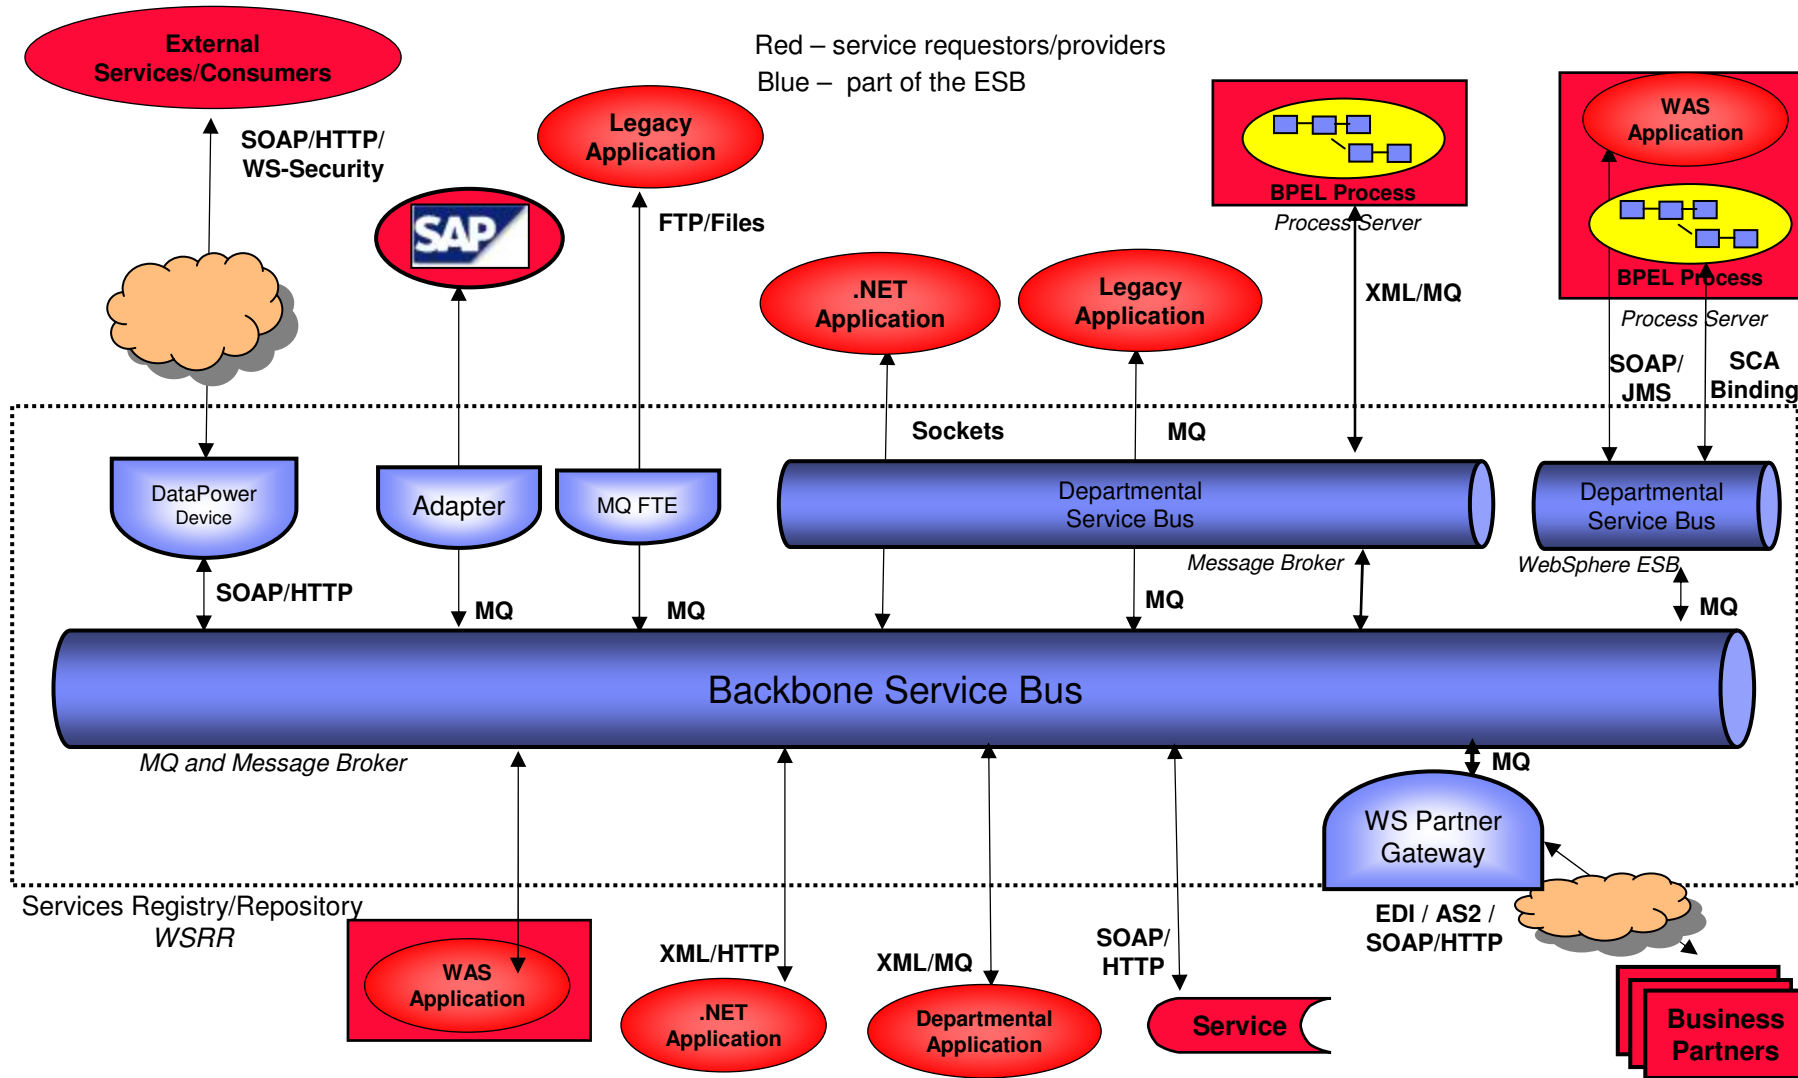 External
Services/Consumers
Red – service requestors/providers
Blue – part of the ESB
SOAP/HTTP/
WS-Security
Legacy
Application
FTP/Files
SAP
BPEL Process
Process Server
WAS
Application
BPEL Process
Process Server
.NET
Application
Legacy
Application
XML/MQ
SOAP/
JMS
SCA
Binding
Sockets
MQ
DataPower
Device
Adapter
MQ FTE
Departmental
Service Bus
Message Broker
Departmental
Service Bus
WebSphere ESB
SOAP/HTTP
MQ
MQ
MQ
MQ
Backbone Service Bus
MQ and Message Broker
MQ
WS Partner
Gateway
Services Registry/Repository
WSRR
EDI / AS2 /
SOAP/HTTP
WAS
Application
XML/HTTP
.NET
Application
XML/MQ
Departmental
Application
SOAP/
HTTP
Service
Business
Partners